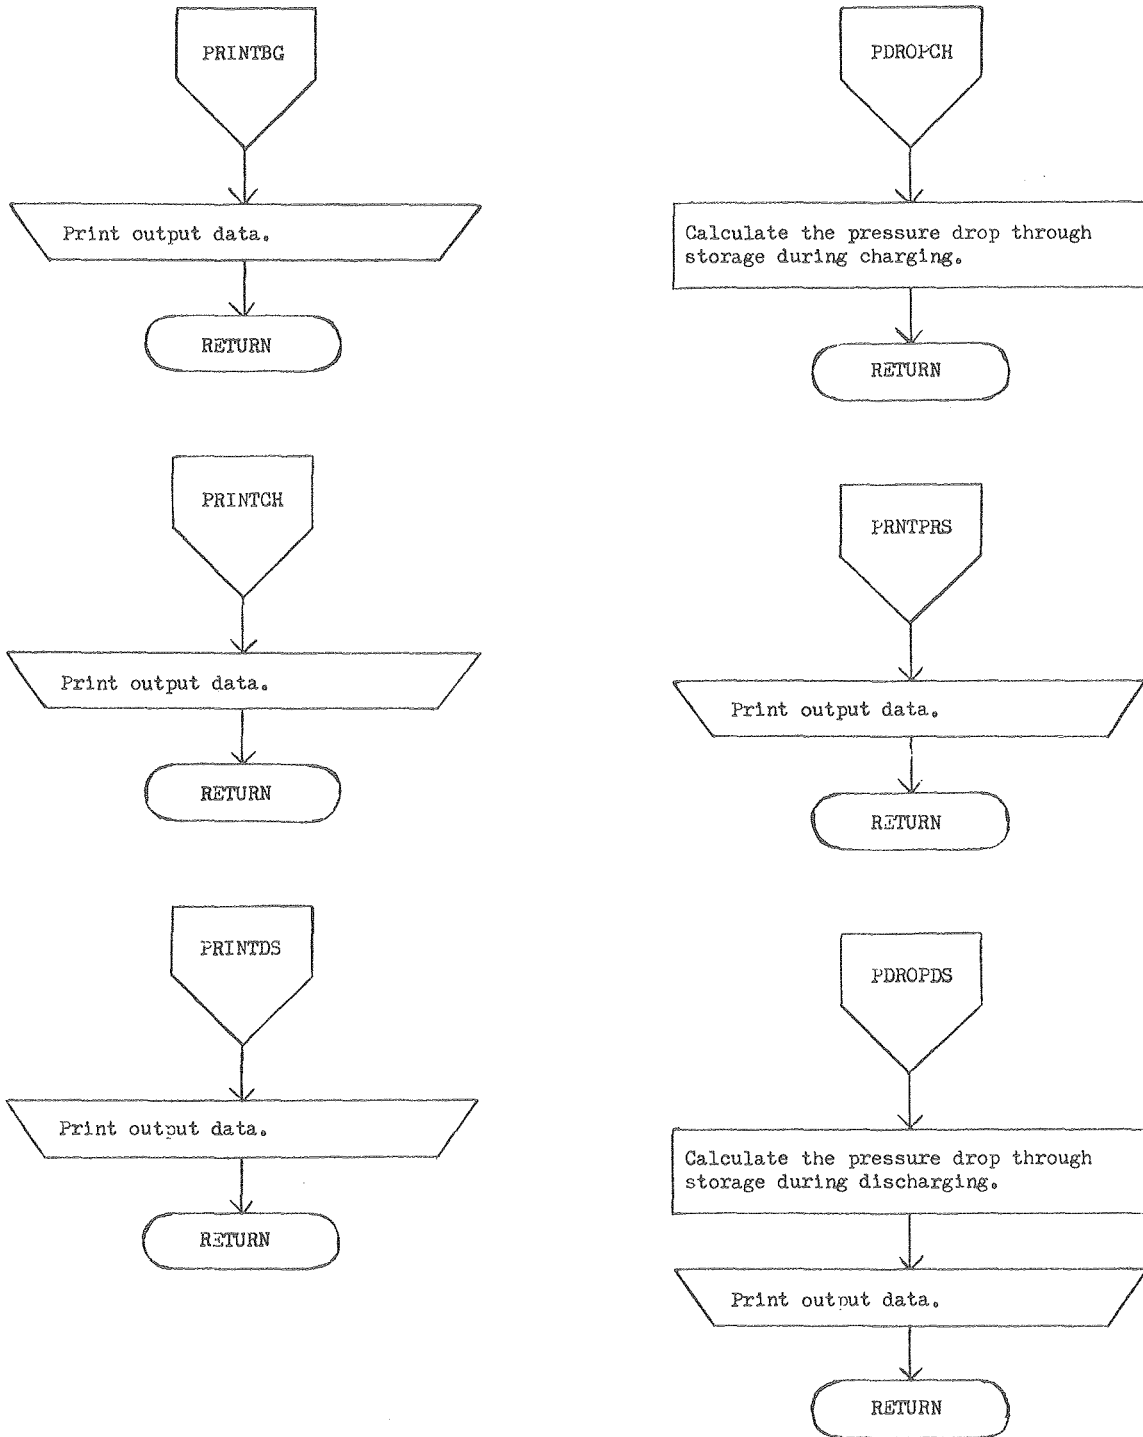 PRINTBG
Print output data.
RETURN
PRINTCH
Print output data.
RETURN
PRINTDS
Print output data.
RETURN
PDROPCH
Calculate the pressure drop through
storage during charging.
RETURN
PRNTPRS
Print output data.
RETURN
PDROPDS
Calculate the pressure drop through
storage during discharging.
Print output data.
RETURN